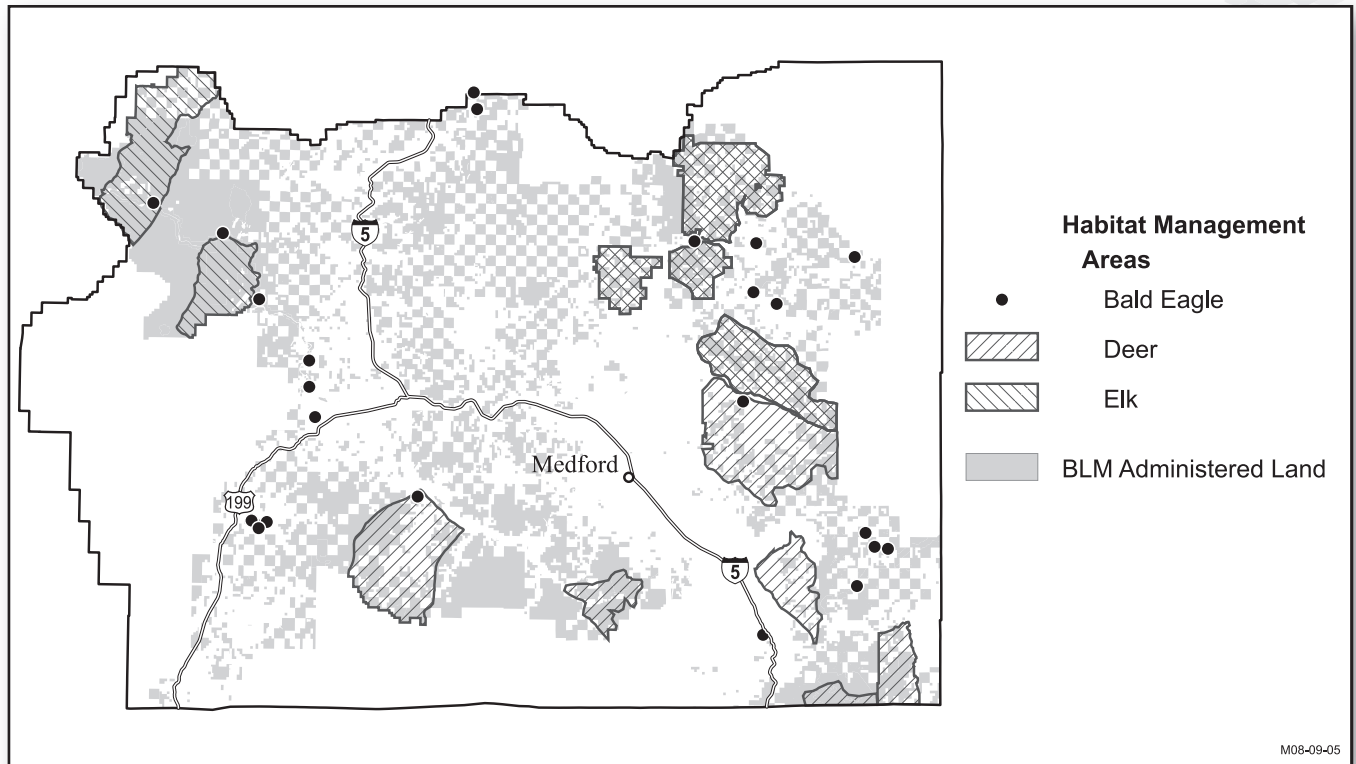 5
Medford
199
5
Habitat Management
Areas
Bald Eagle
Deer
Elk
BLM Administered Land
M08-09-05